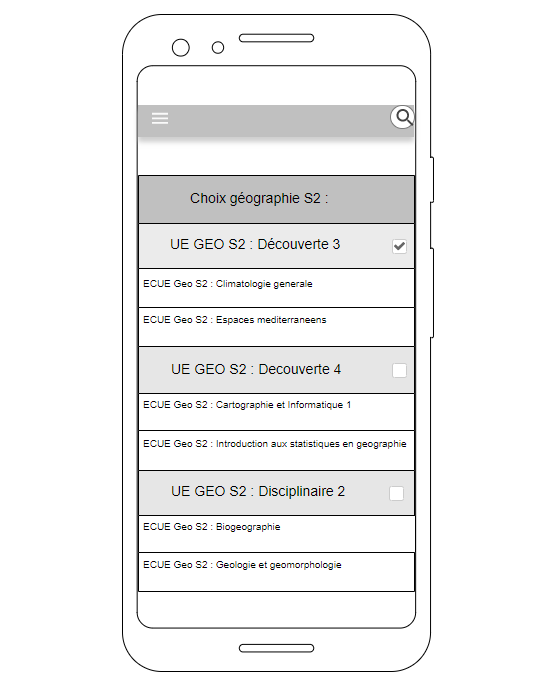 Choix géographie S2 :
UE GEO S2 : Découverte 3
ECUE Geo S2 : Climatologie generale
ECUE Geo S2 : Espaces mediterraneens
UE GEO S2 : Decouverte 4
ECUE Geo S2 : Cartographie et Informatique 1
ECUE Geo S2 : Introduction aux statistiques en geographie
UE GEO S2 : Disciplinaire 2
ECUE Geo S2 : Biogeographie
ECUE Geo S2 : Geologie et geomorphologie